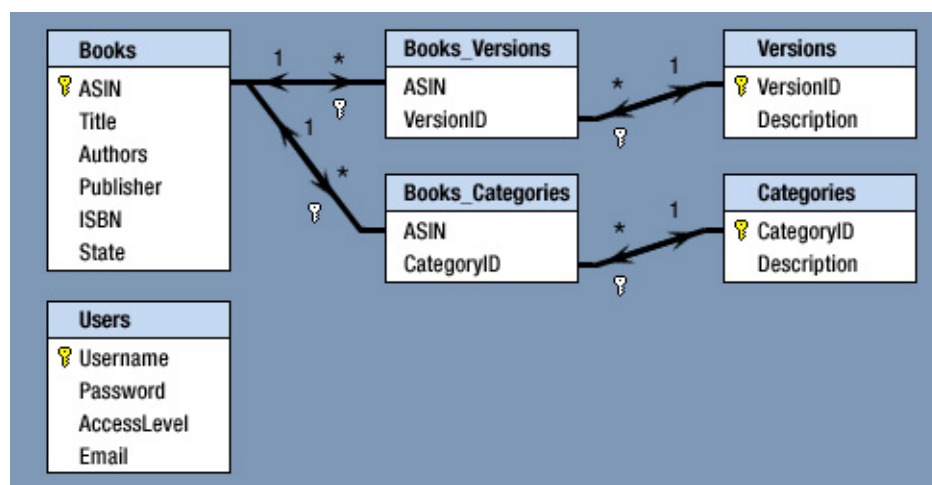 Books
ASIN
Title
Authors
Publisher
ISBN
State
1
*
1
*
Books_Versions
ASIN
VersionID
*
1
Versions
VersionID
Description
Books_Categories
ASIN
CategoryID
*
1
Categories
CategoryID
Description
Users
Username
Password
AccessLevel
Email